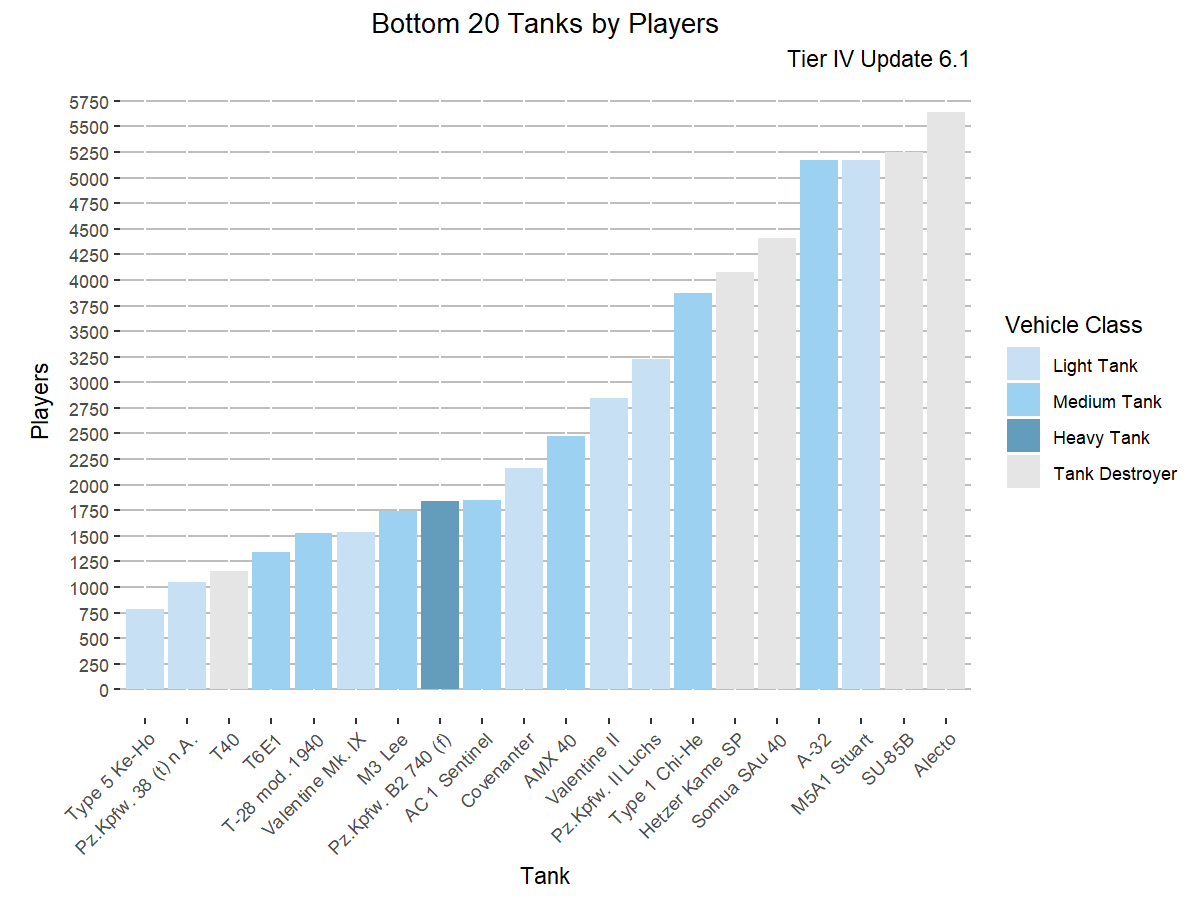 Bottom 20 Tanks by Players
Tier IV Update 6.1
Players
5750
5500
5250
5000
4750
4500
4250
4000
3750
3500
3250
3000
2750
2500
2250
2000
1750
1500
1250
1000
750
500
250
0
Type 5 Ke-Ho
Pz.Kpfw. 38 (t) n.A.
T40
T6E1
T-28 mod. 1940
Valentine Mk. IX
M3 Lee
Pz.Kpfw. B2 740 (f)
AC 1 Sentinel
Covenanter
AMX 40
Valentine II
Pz.Kpfw. II Luchs
Type 1 Chi-He
Hetzer Kame SP
Somua SAu 40
A-32
M5A1 Stuart
SU-85B
Alecto
Tank
Vehicle Class
Light Tank
Medium Tank
Heavy Tank
Tank Destroyer